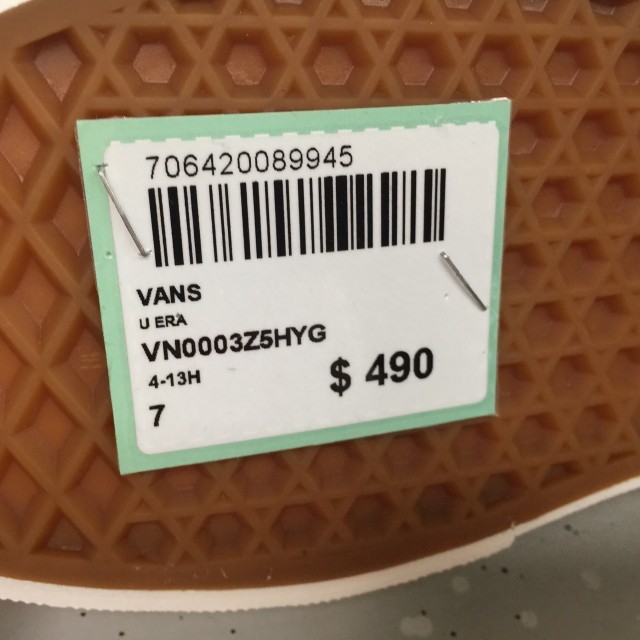 706420089945
VANS
U ERA
VN0003Z5HYG
4-13H
$ 490
7